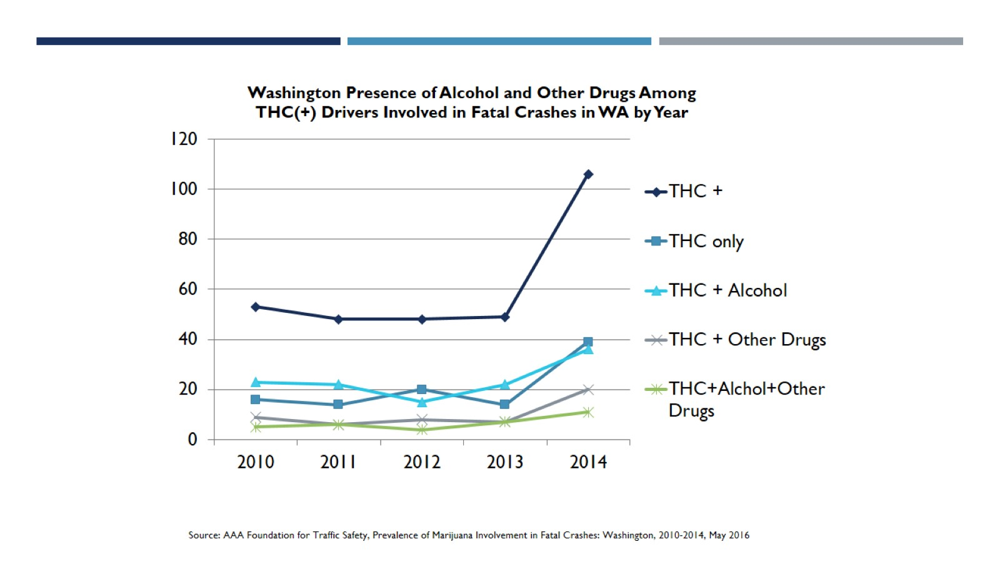 Washington Presence of Alcohol and Other Drugs Among
THC(+) Drivers Involved in Fatal Crashes in WA by Year
120
100
80
60
40
20
0
2010 2011 2012 2013 2014
THC +
THC only
THC + Alcohol
THC + Other Drugs
THC+Alchol+Other
Drugs
Source: AAA Foundation for Traffic Safety, Prevalence of Marijuana Involvement in Fatal Crashes: Washington, 2010-2014, May 2016